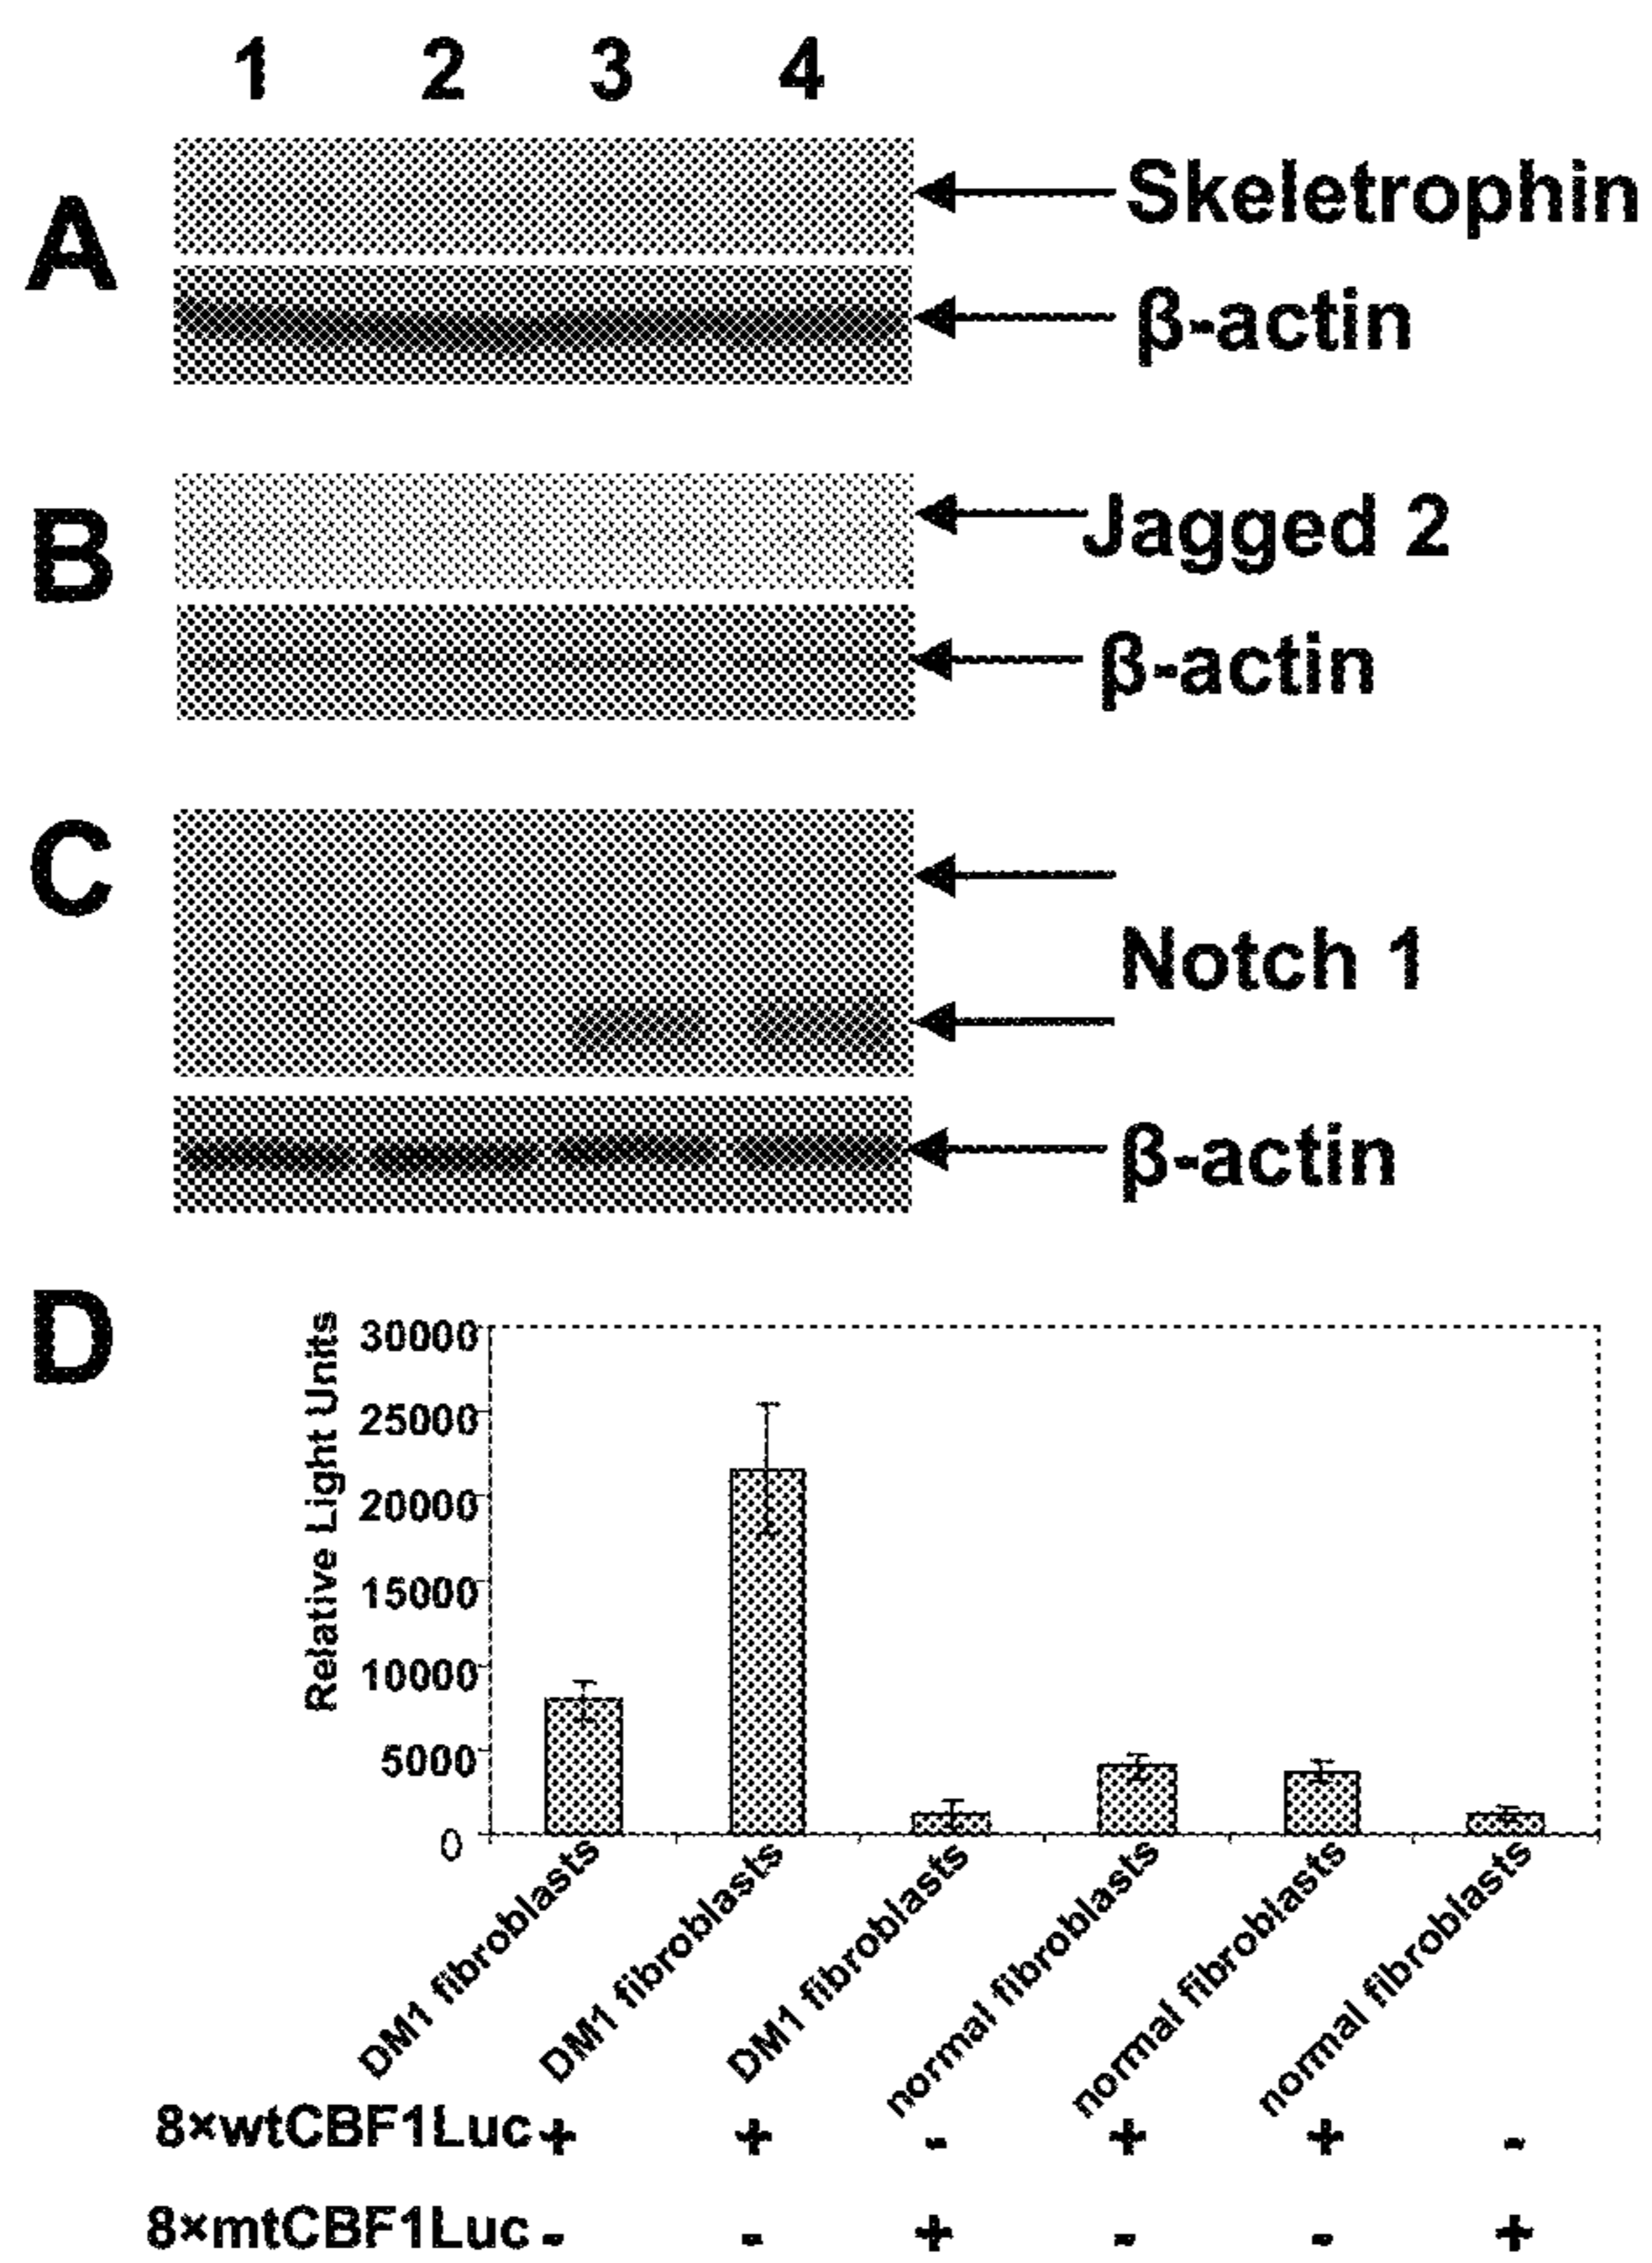 1 2 3 4
A
Skeletrophin
β-actin
B
Jagged 2
β-actin
C
Notch 1
β-actin
D
Relative Light Units
30000
25000
20000
15000
10000
5000
0
DM1 fibroblasts
DM1 fibroblasts
DM1 fibroblasts
normal fibroblasts
normal fibroblasts
normal fibroblasts
8×wtCBF1Luc + + - + + -
8×mtCBF1Luc - - + - - +